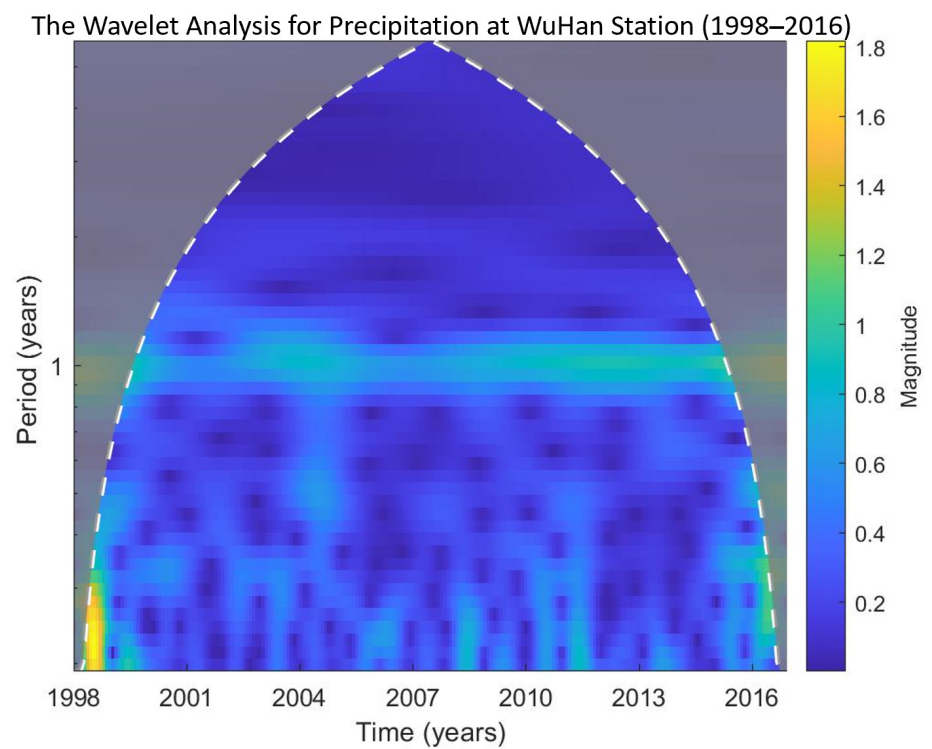 The Wavelet Analysis for Precipitation at WuHan Station (1998–2016)
1.8
1.6
1.4
1.2
1
0.8
0.6
0.4
0.2
Magnitude
Period (years)
1
1998 2001 2004 2007 2010 2013 2016
Time (years)